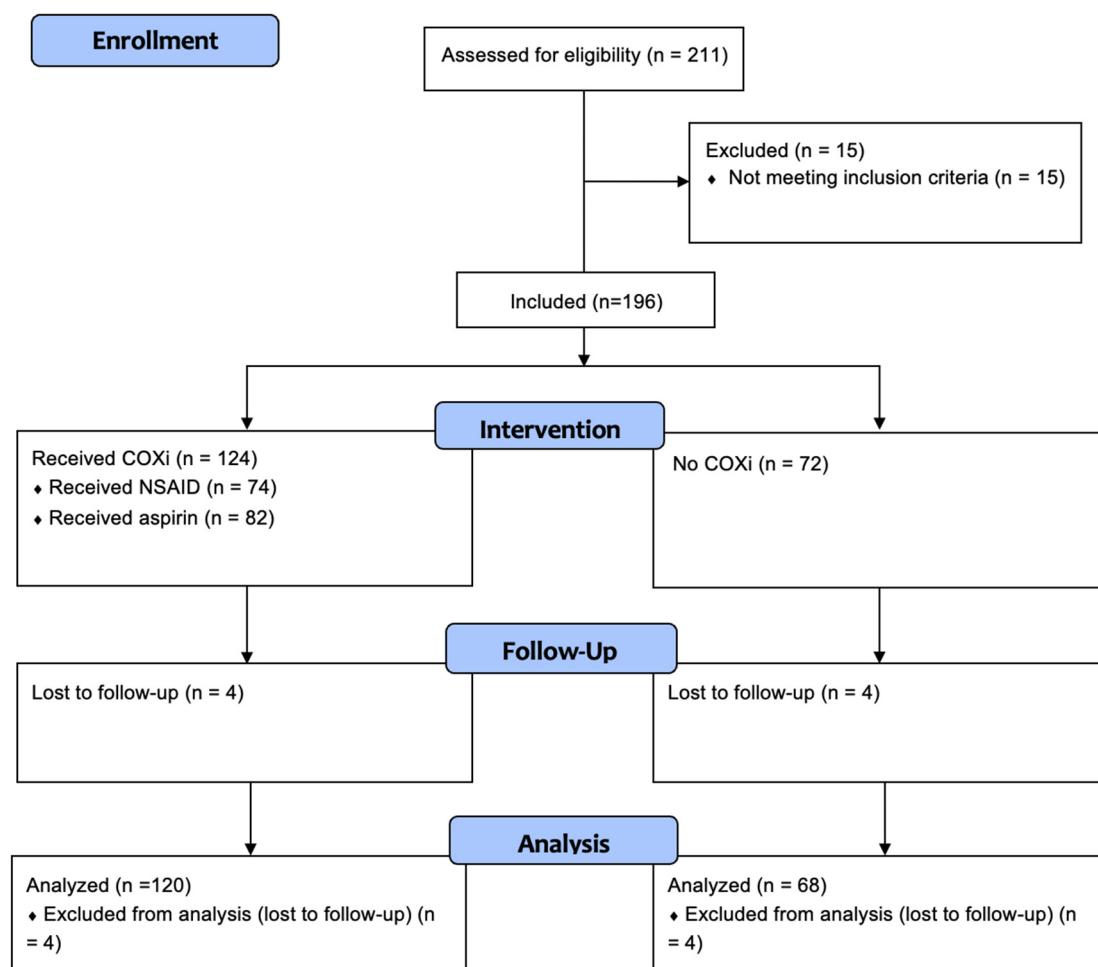 Enrollment
Assessed for eligibility (n = 211)
Excluded (n = 15)
♦ Not meeting inclusion criteria (n = 15)
Included (n=196)
Intervention
Received COXi (n = 124)
♦ Received NSAID (n = 74)
♦ Received aspirin (n = 82)
No COXi (n = 72)
Follow-Up
Lost to follow-up (n = 4)
Lost to follow-up (n = 4)
Analysis
Analyzed (n =120)
♦ Excluded from analysis (lost to follow-up) (n
= 4)
Analyzed (n = 68)
♦ Excluded from analysis (lost to follow-up) (n
= 4)